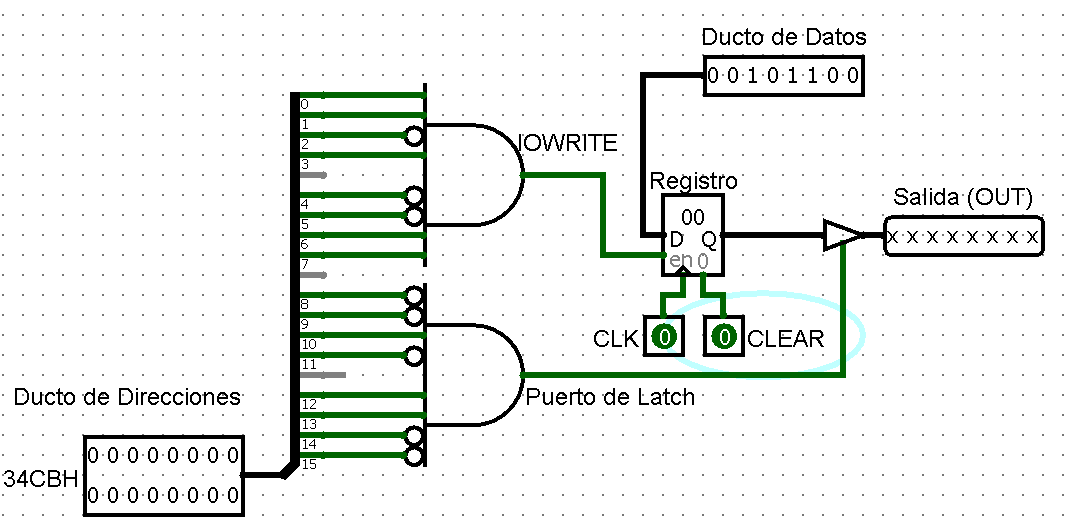 Ducto de Datos
0 0 1 0 1 1 0 0
0
1
2
3
IOWRITE
Registro
00
D Q
en 0
Salida (OUT)
x x x x x x x x
4
5
6
7
8
9
10
11
CLK 0
0 CLEAR
Ducto de Direcciones
Puerto de Latch
12
13
14
15
34CBH
0 0 0 0 0 0 0 0
0 0 0 0 0 0 0 0